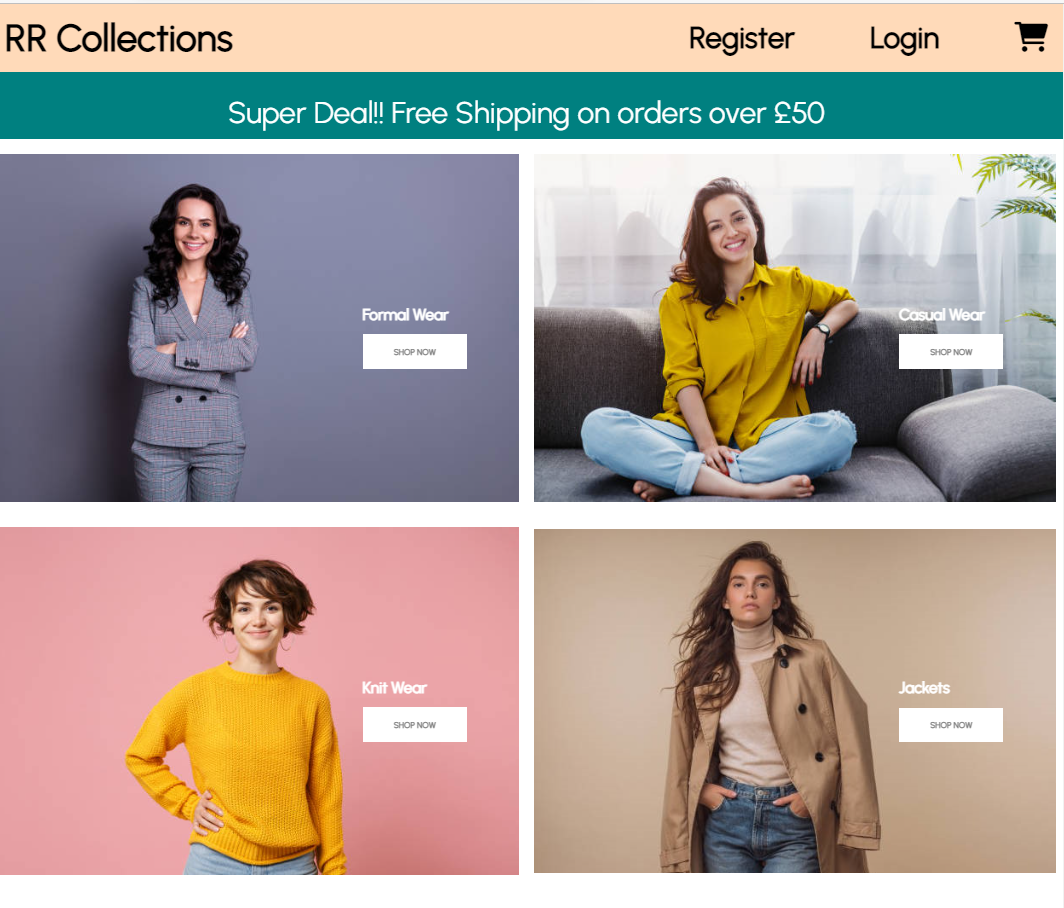 RR Collections
Register
Login
Super Deal!! Free Shipping on orders over £50
Formal Wear
SHOP NOW
Casual Wear
SHOP NOW
Knit Wear
SHOP NOW
Jackets
SHOP NOW